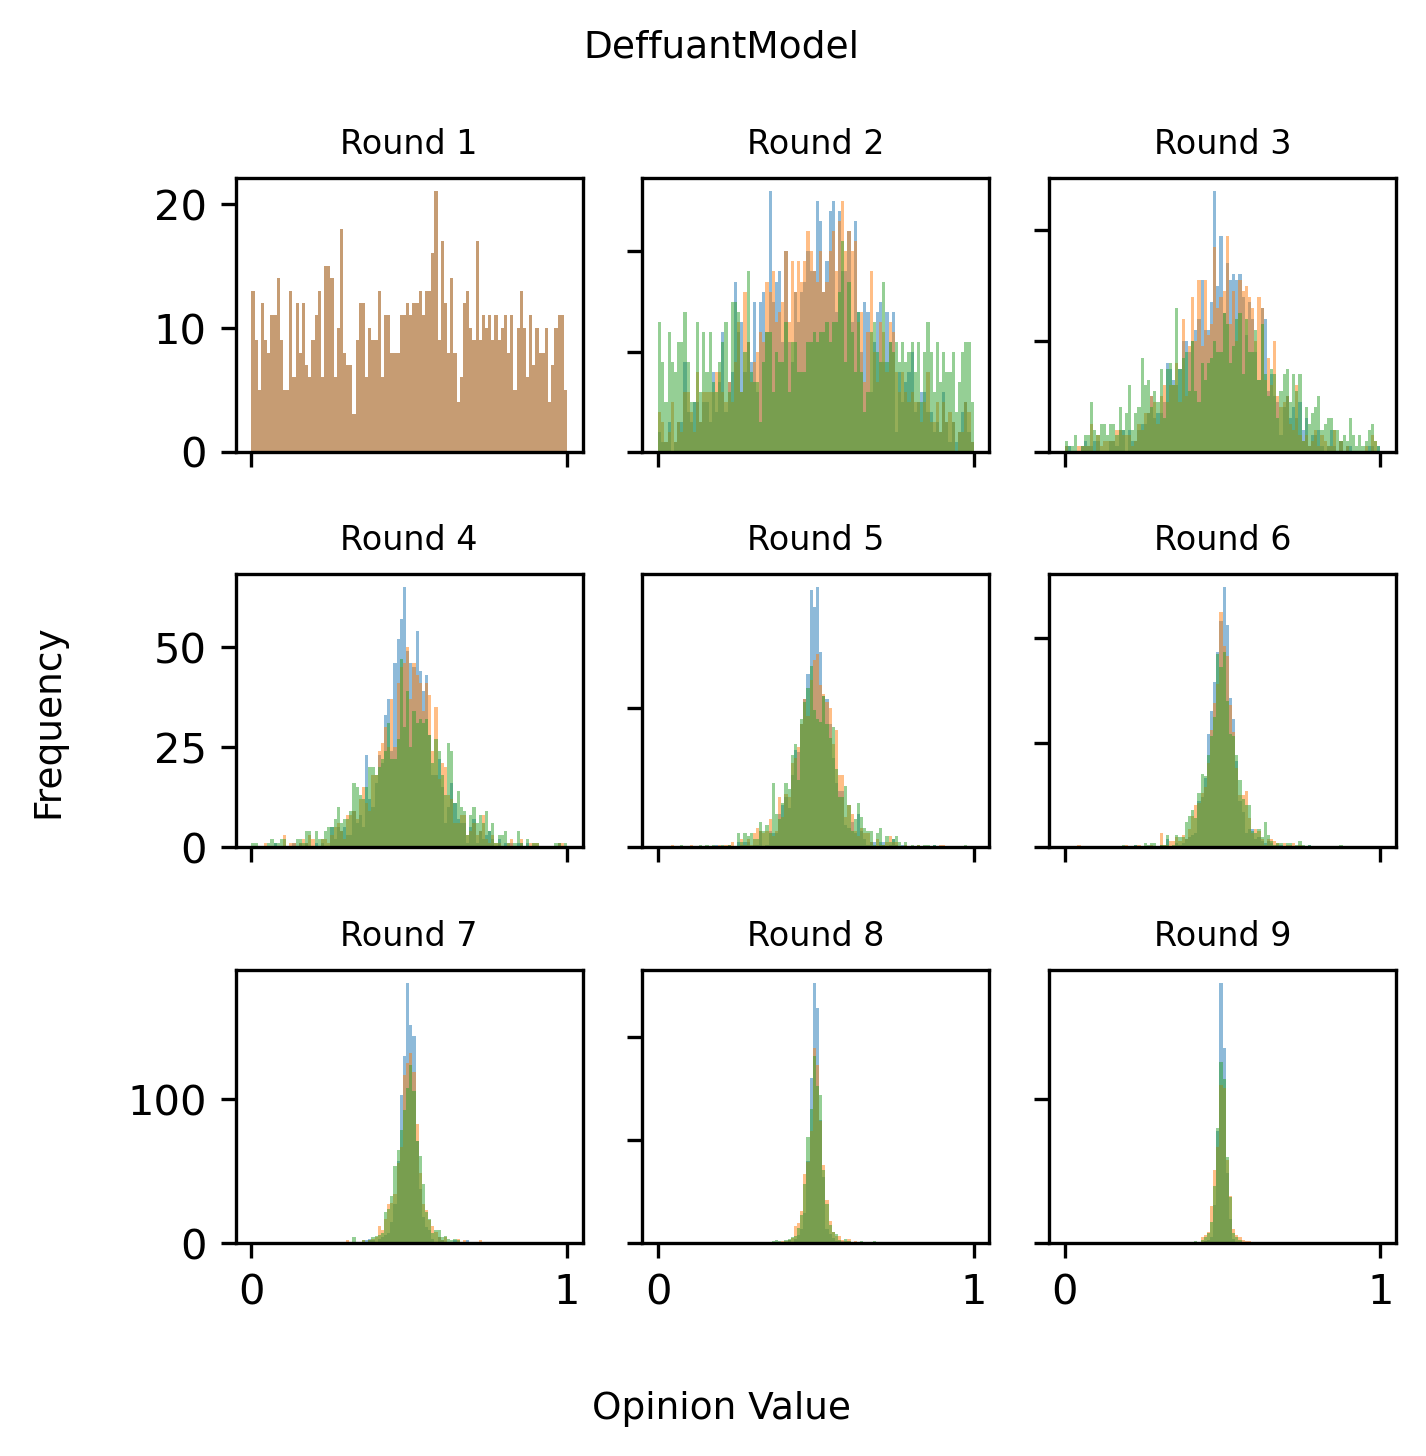 DeffuantModel
Round 1
Round 2
Round 3
20
10
0
Round 4
Round 5
Round 6
50
25
0
Frequency
Round 7
Round 8
Round 9
100
0
0 1
0 1
0 1
Opinion Value